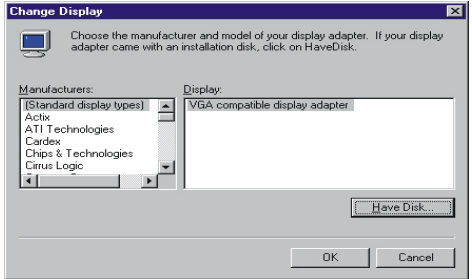 Change Display
Choose the manufacturer and model of your display adapter. If your display
adapter came with an installation disk, click on HaveDisk.
Manufacturers:
(Standard display types)
Actix
ATI Technologies
Cardex
Chips & Technologies
Cirrus Logic
Display:
VGA compatible display adapter
Have Disk...
OK
Cancel